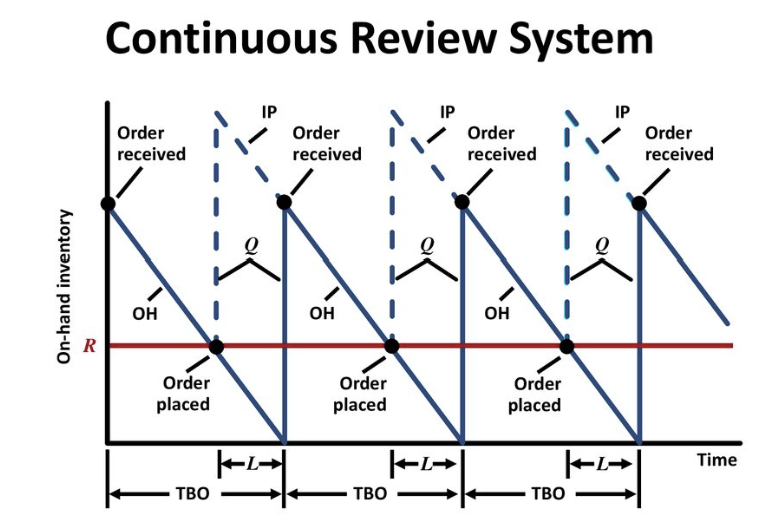 Continuous Review System
IP
IP
IP
Order
received
Order
received
Order
received
Order
received
On-hand inventory
Q
Q
Q
OH
OH
OH
R
Order
placed
Order
placed
Order
placed
L
L
L
Time
TBO
TBO
TBO